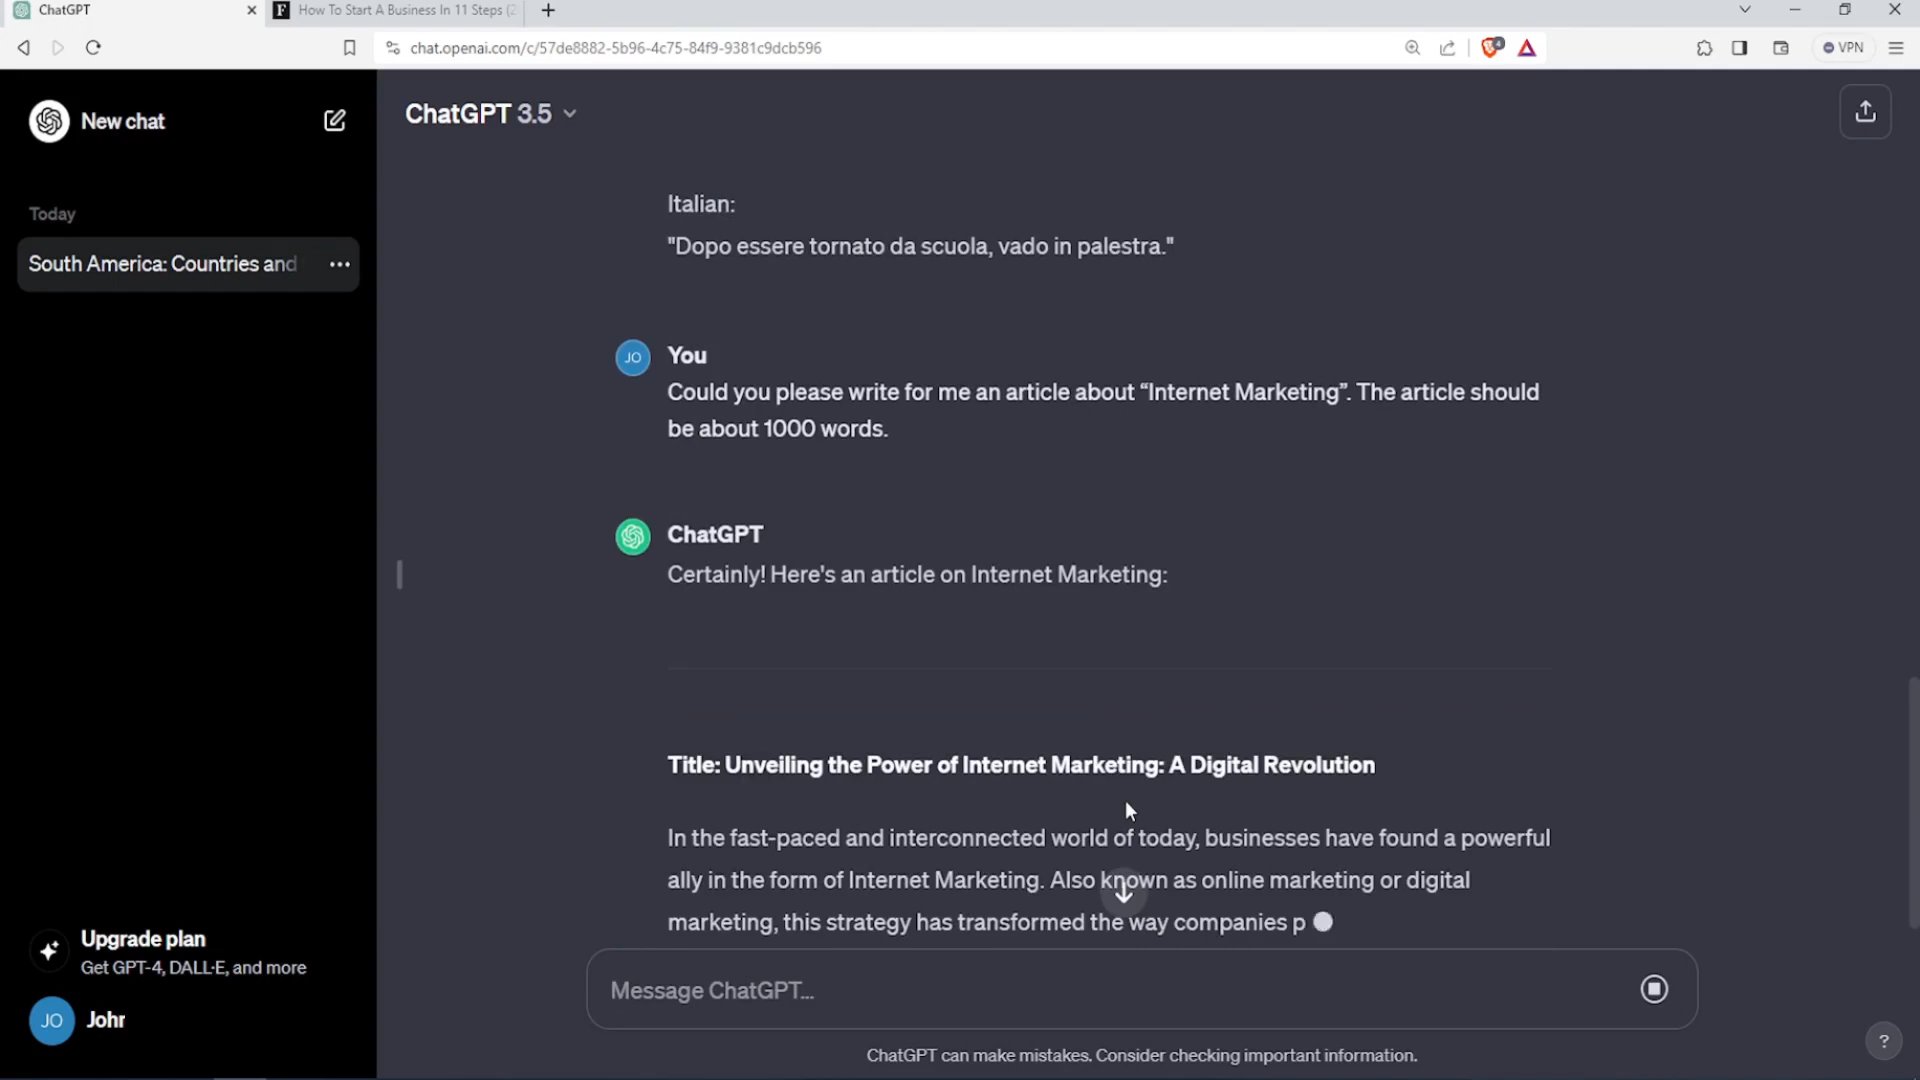 ChatGPT
How To Start A Business In 11 Steps (2
chat.openai.com/c/57de8882-5b96-4c75-84f9-9381c9dcb596
4
VPN
New chat
Today
South America: Countries and
Upgrade plan
Get GPT-4, DALL·E, and more
JO
Johr
ChatGPT 3.5
Italian:
"Dopo essere tornato da scuola, vado in palestra."
JO
You
Could you please write for me an article about “Internet Marketing”. The article should
be about 1000 words.
ChatGPT
Certainly! Here's an article on Internet Marketing:
Title: Unveiling the Power of Internet Marketing: A Digital Revolution
In the fast-paced and interconnected world of today, businesses have found a powerful
ally in the form of Internet Marketing. Also known as online marketing or digital
marketing, this strategy has transformed the way companies p
Message ChatGPT...
ChatGPT can make mistakes. Consider checking important information.
?